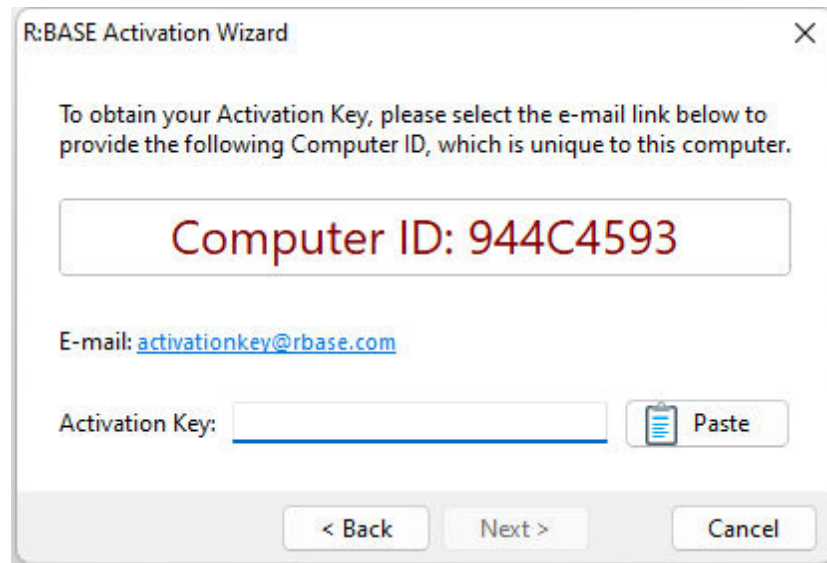 R:BASE Activation Wizard
To obtain your Activation Key, please select the e-mail link below to
provide the following Computer ID, which is unique to this computer.
Computer ID: 944C4593
E-mail: activationkey@rbase.com
Activation Key:
Paste
< Back
Next >
Cancel